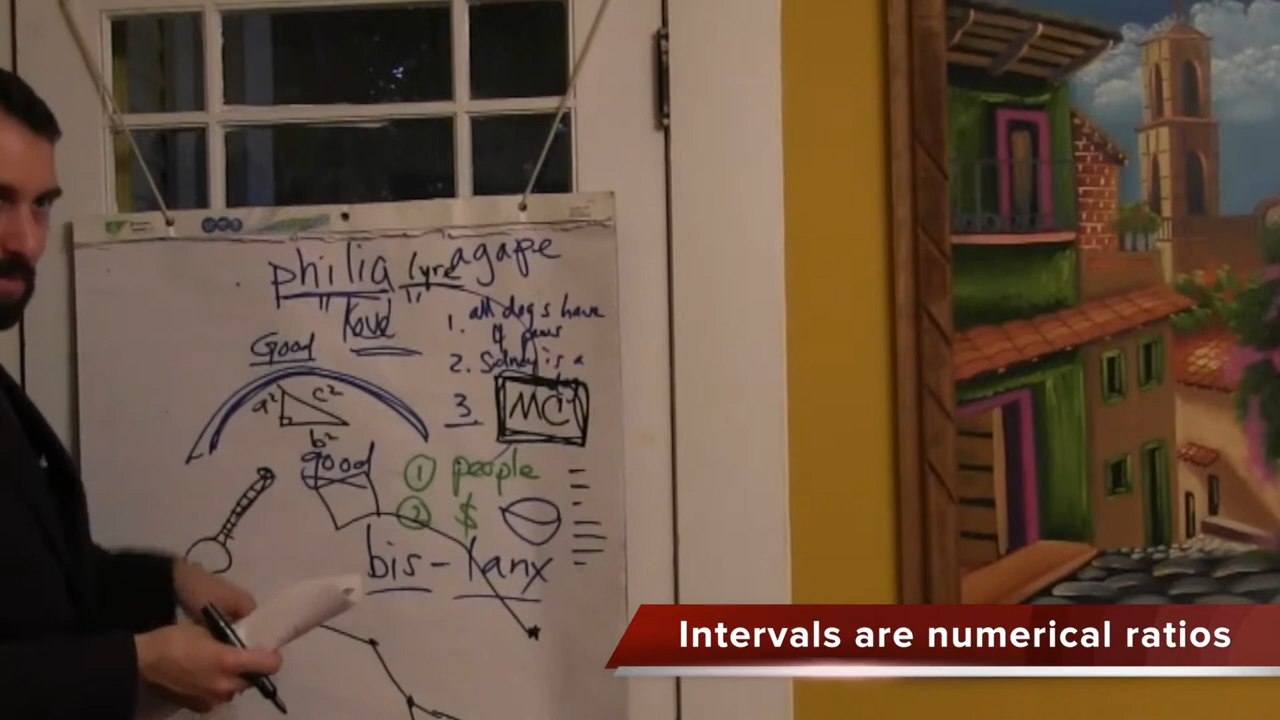 philia lyre agape
love
1. all dogs have
4 paws
Good
2. Sidney is a
a² c²
3
MC
b²
good
1 people
2 $
bis - lanx
Intervals are numerical ratios